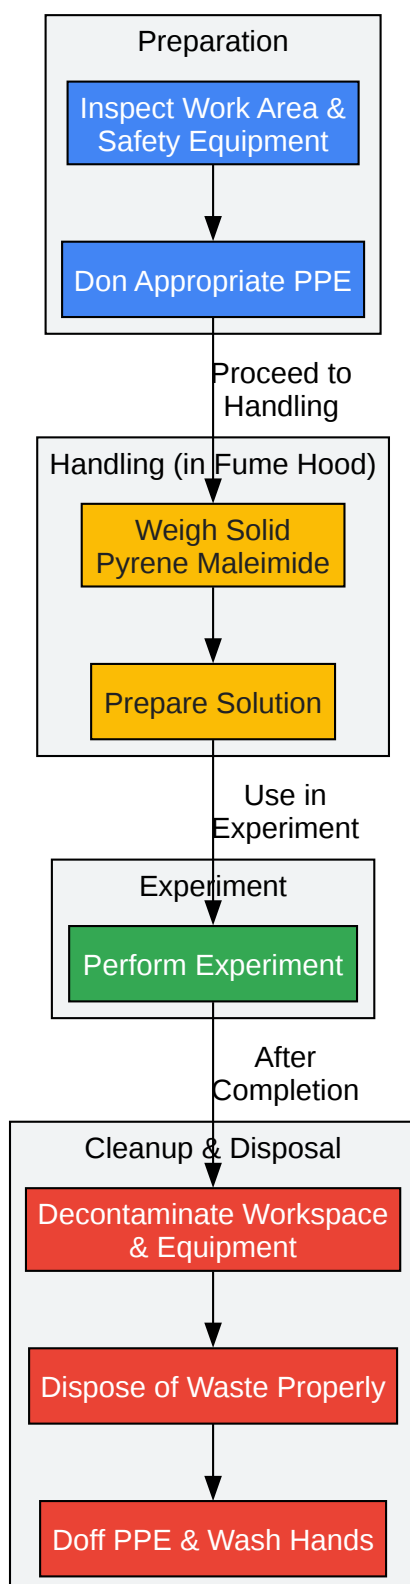 Preparation
Inspect Work Area &
Safety Equipment
Don Appropriate PPE
Proceed to
Handling
Handling (in Fume Hood)
Weigh Solid
Pyrene Maleimide
Prepare Solution
Use in
Experiment
Experiment
Perform Experiment
After
Completion
Cleanup & Disposal
Decontaminate Workspace
& Equipment
Dispose of Waste Properly
Doff PPE & Wash Hands